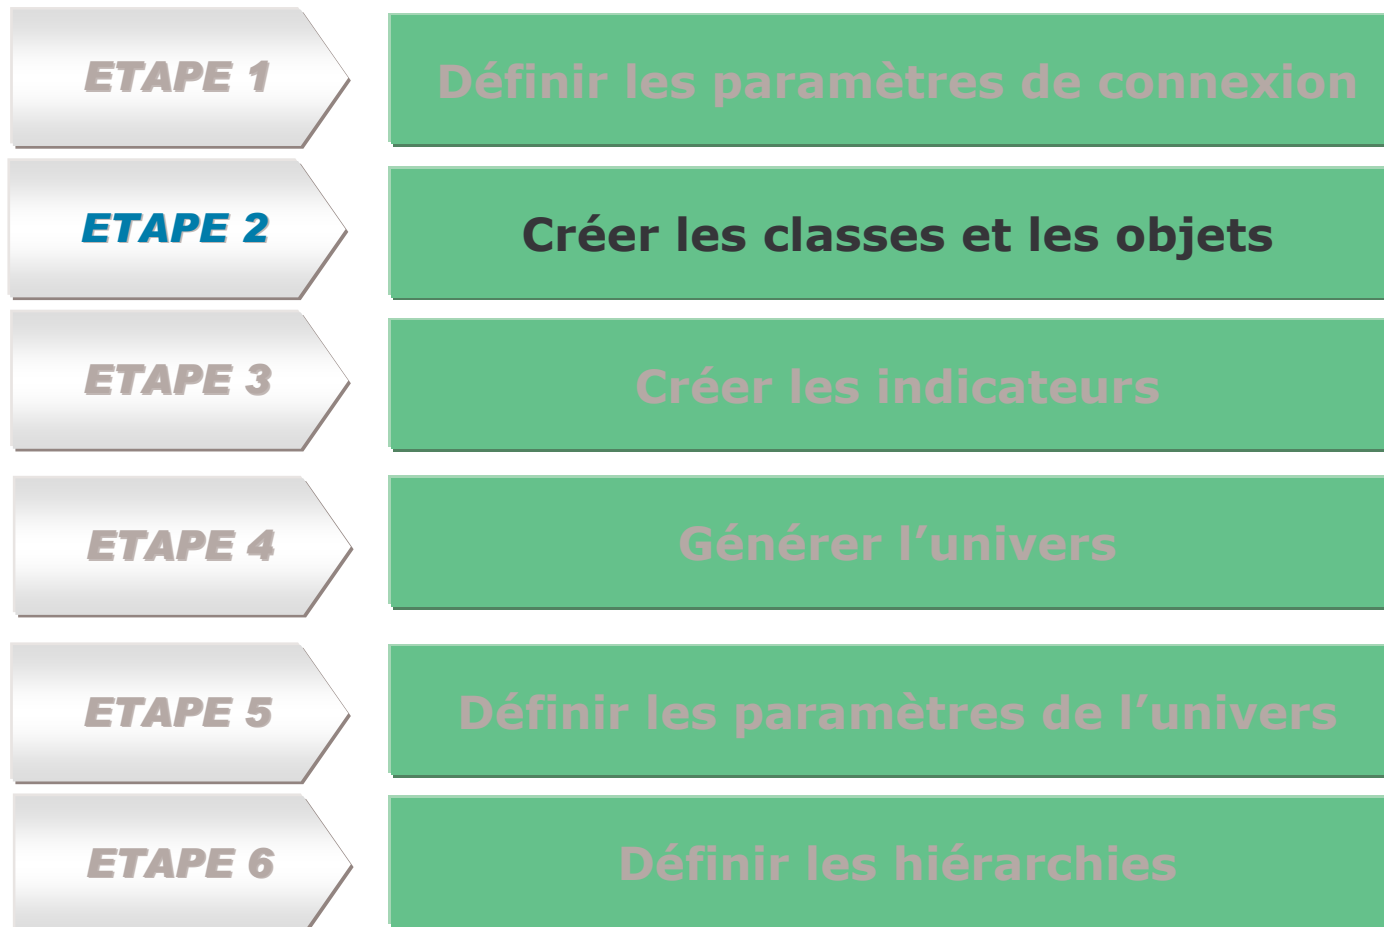 ETAPE 1
Définir les paramètres de connexion
ETAPE 2
Créer les classes et les objets
ETAPE 3
Créer les indicateurs
ETAPE 4
Générer l’univers
ETAPE 5
Définir les paramètres de l’univers
ETAPE 6
Définir les hiérarchies